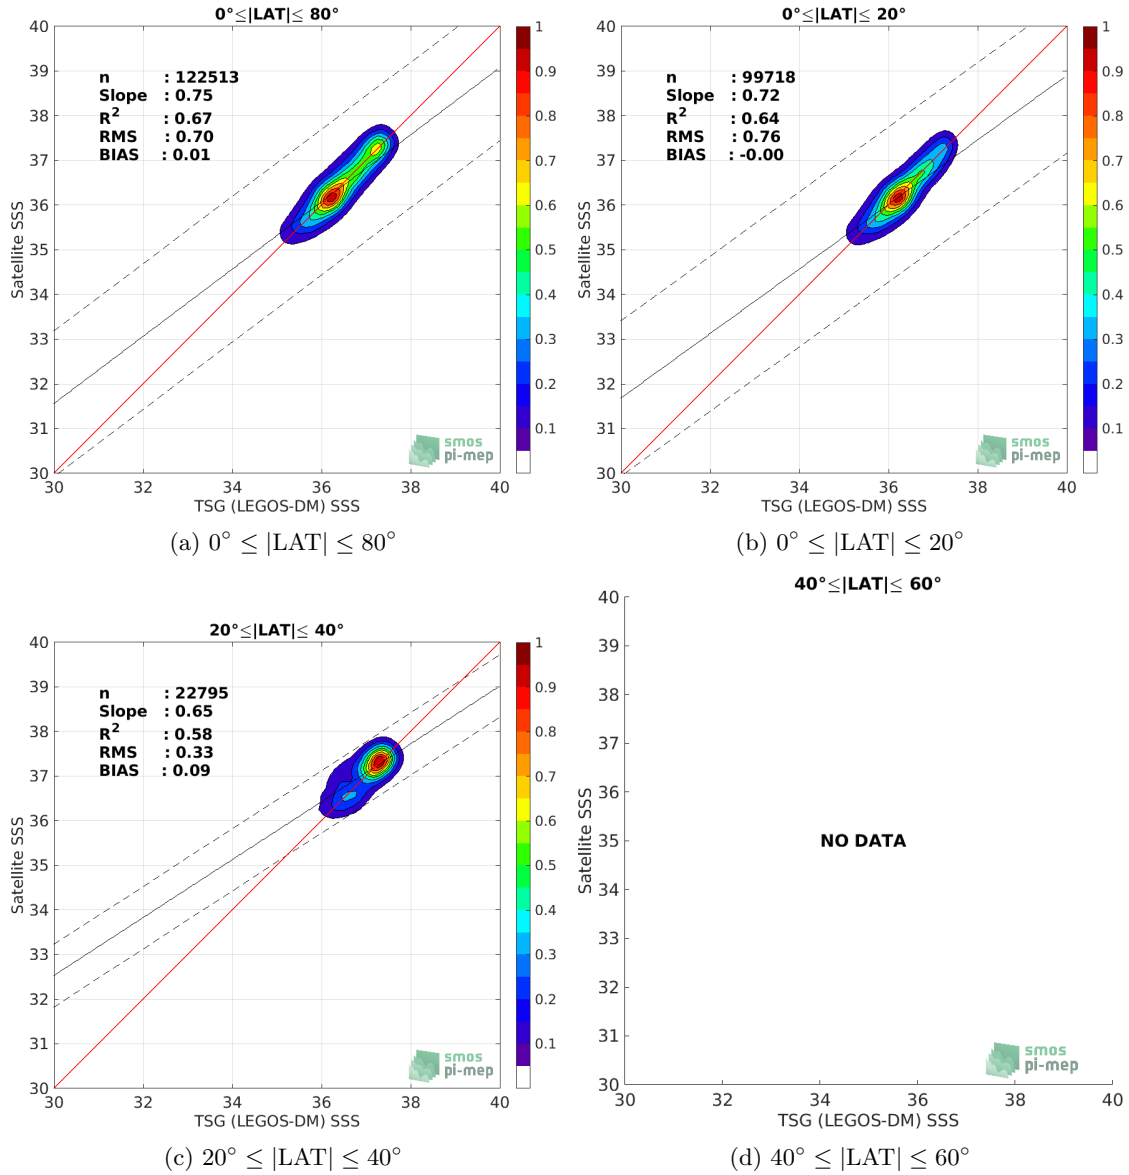 0°≤|LAT|≤ 80°
40
39
38
37
36
35
34
33
32
31
30
Satellite SSS
n : 122513
Slope : 0.75
R2 : 0.67
RMS : 0.70
BIAS : 0.01
smos
pi-mep
30 32 34 36 38 40
TSG (LEGOS-DM) SSS
1
0.9
0.8
0.7
0.6
0.5
0.4
0.3
0.2
0.1
(a) 0° ≤ |LAT| ≤ 80°
0°≤|LAT|≤ 20°
40
39
38
37
36
35
34
33
32
31
30
Satellite SSS
n : 99718
Slope : 0.72
R2 : 0.64
RMS : 0.76
BIAS : -0.00
smos
pi-mep
30 32 34 36 38 40
TSG (LEGOS-DM) SSS
1
0.9
0.8
0.7
0.6
0.5
0.4
0.3
0.2
0.1
(b) 0° ≤ |LAT| ≤ 20°
20°≤|LAT|≤ 40°
40
39
38
37
36
35
34
33
32
31
30
Satellite SSS
n : 22795
Slope : 0.65
R2 : 0.58
RMS : 0.33
BIAS : 0.09
smos
pi-mep
30 32 34 36 38 40
TSG (LEGOS-DM) SSS
1
0.9
0.8
0.7
0.6
0.5
0.4
0.3
0.2
0.1
(c) 20° ≤ |LAT| ≤ 40°
40°≤|LAT|≤ 60°
40
39
38
37
36
35
34
33
32
31
30
Satellite SSS
NO DATA
smos
pi-mep
30 32 34 36 38 40
TSG (LEGOS-DM) SSS
(d) 40° ≤ |LAT| ≤ 60°